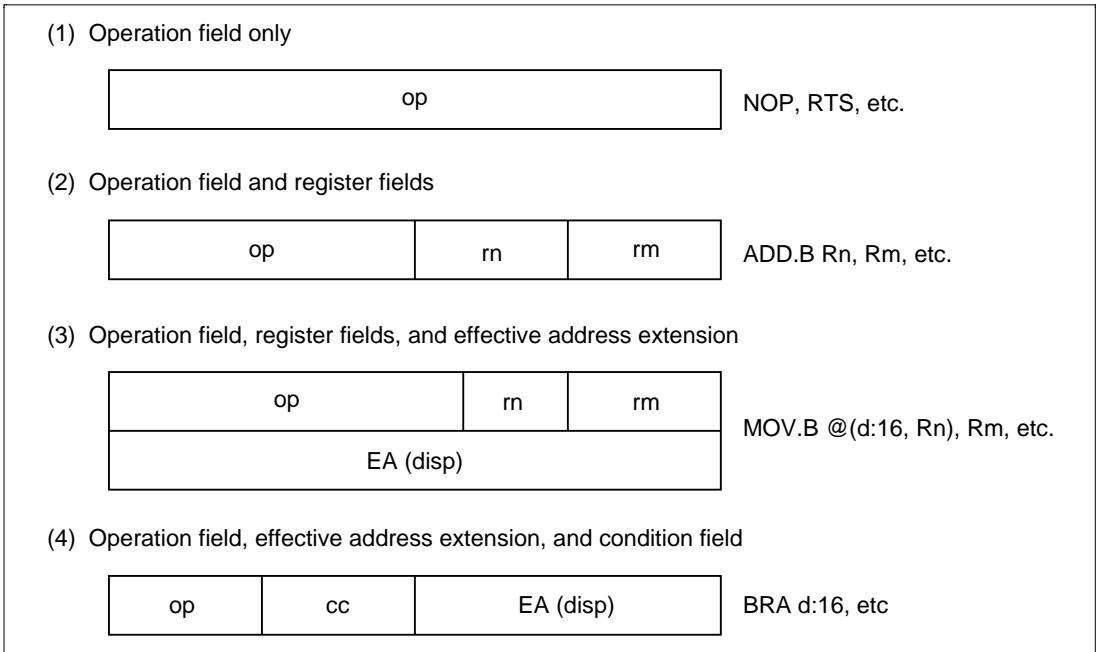 (1) Operation field only
op
NOP, RTS, etc.
(2) Operation field and register fields
op rn rm
ADD.B Rn, Rm, etc.
(3) Operation field, register fields, and effective address extension
op rn rm
MOV.B @(d:16, Rn), Rm, etc.
EA (disp)
(4) Operation field, effective address extension, and condition field
op cc EA (disp)
BRA d:16, etc